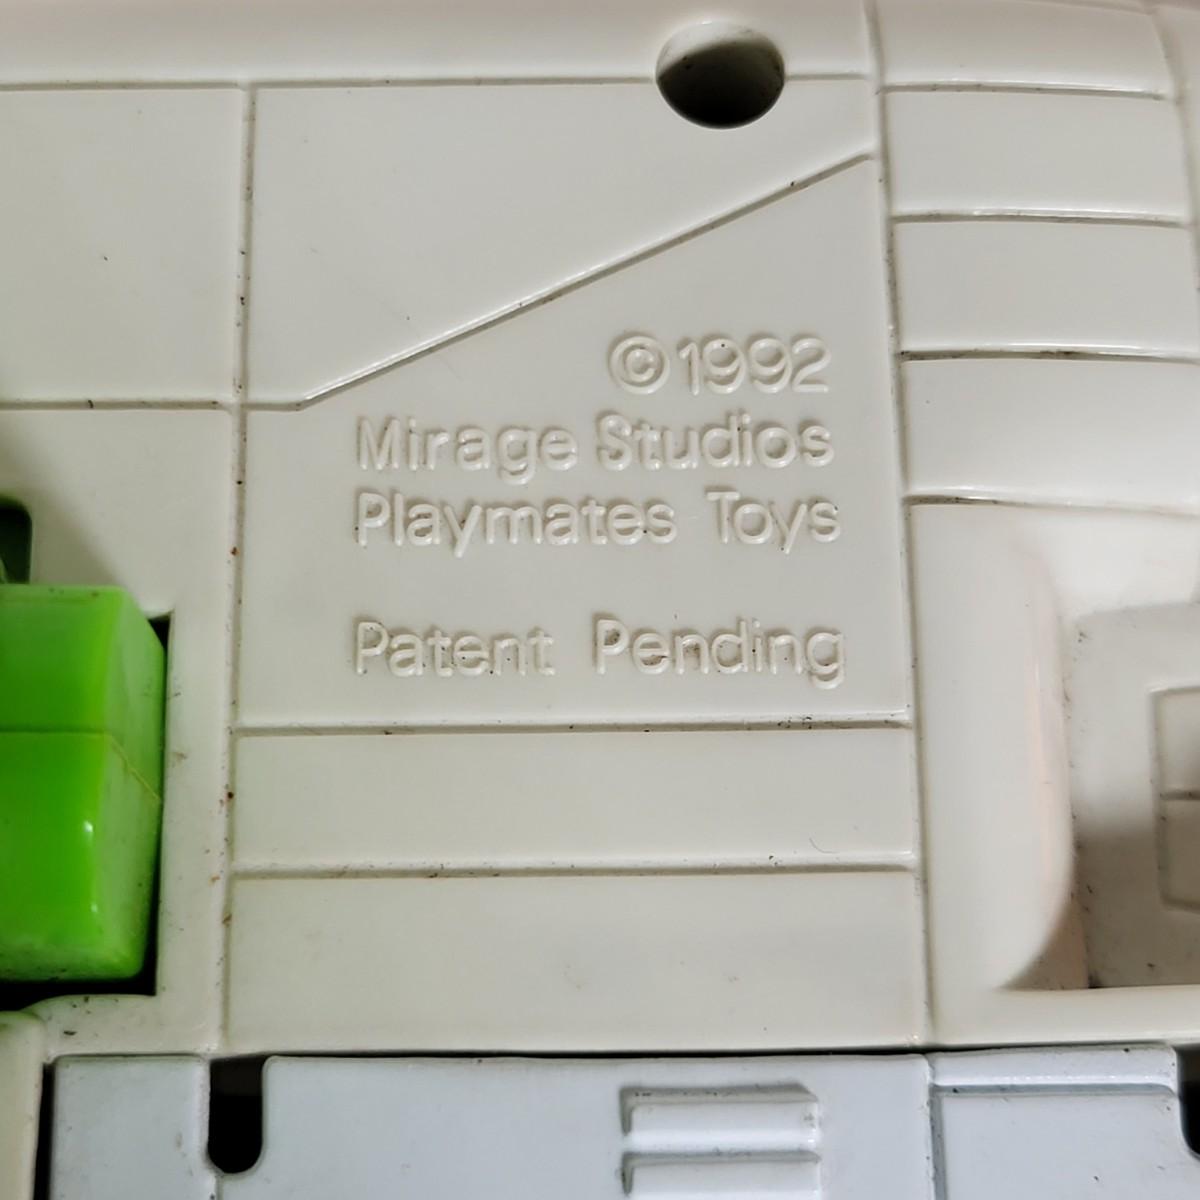 ©1992
Mirage Studios
Playmates Toys
Patent Pending